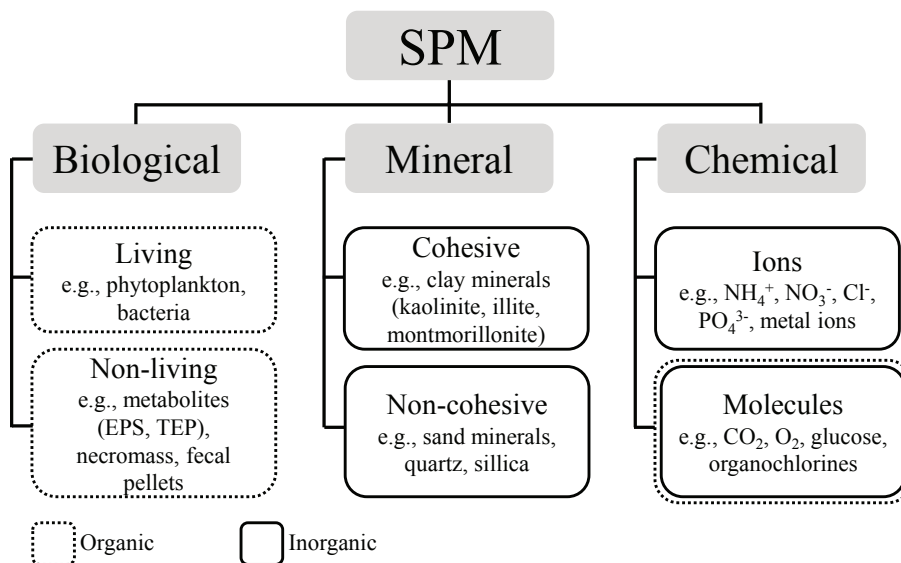 SPM
Biological
Mineral
Chemical
Living
e.g., phytoplankton,
bacteria
Non-living
e.g., metabolites
(EPS, TEP),
necromass, fecal
pellets
Cohesive
e.g., clay minerals
(kaolinite, illite,
montmorillonite)
Non-cohesive
e.g., sand minerals,
quartz, sillica
Ions
e.g., NH₄⁺, NO₃⁻, Cl⁻,
PO₄³⁻, metal ions
Molecules
e.g., CO₂, O₂, glucose,
organochlorines
Organic
Inorganic